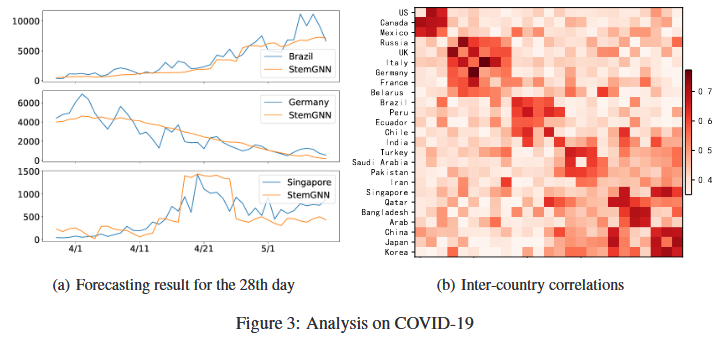 10000
5000
0
Brazil
StemGNN
6000
4000
2000
0
Germany
StemGNN
1500
1000
500
0
Singapore
StemGNN
4/1 4/11 4/21 5/1
(a) Forecasting result for the 28th day
US
Canada
Mexico
Russia
UK
Italy
Germany
France
Belarus
Brazil
Peru
Ecuador
Chile
India
Turkey
Saudi Arabia
Pakistan
Iran
Singapore
Qatar
Bangladesh
Arab
China
Japan
Korea
0.7
0.6
0.5
0.4
(b) Inter-country correlations
Figure 3: Analysis on COVID-19